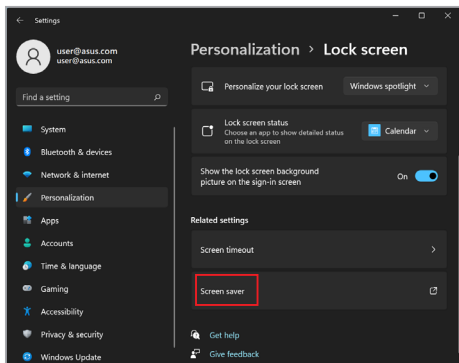 Settings
user@asus.com
user@asus.com
Find a setting
System
Bluetooth & devices
Network & internet
Personalization
Apps
Accounts
Time & language
Gaming
Accessibility
Privacy & security
Windows Update
Personalization > Lock screen
Personalize your lock screen
Windows spotlight
Lock screen status
Choose an app to show detailed status
on the lock screen
Calendar
Show the lock screen background
picture on the sign-in screen
On
Related settings
Screen timeout
Screen saver
Get help
Give feedback